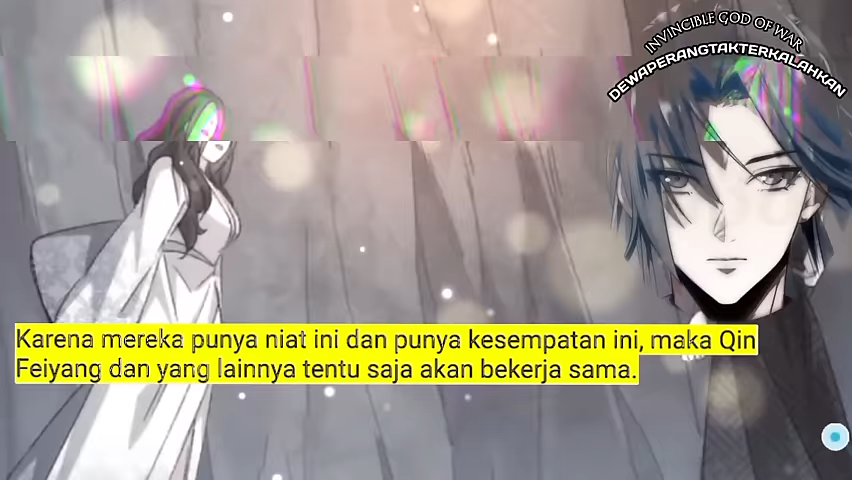 INVINCIBLE GOD OF WAR
DEWAPERANGTAKTERKALAHKAN
Karena mereka punya niat ini dan punya kesempatan ini, maka Qin
Feiyang dan yang lainnya tentu saja akan bekerja sama.